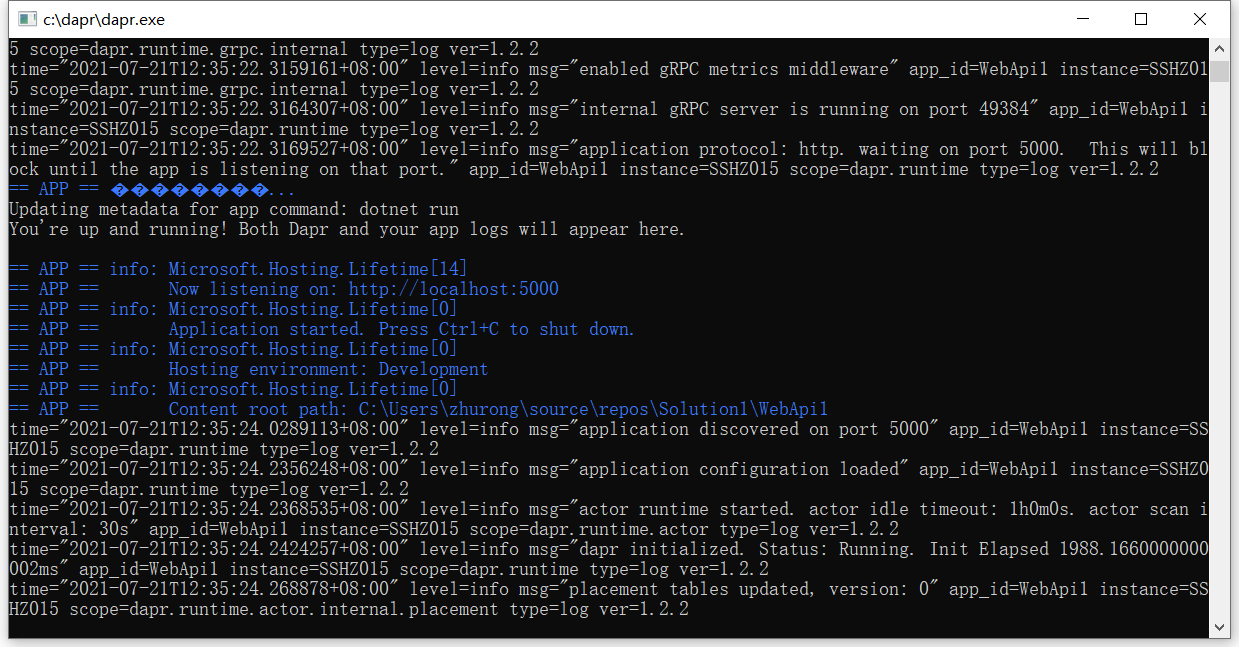 c:\dapr\dapr.exe
5 scope=dapr.runtime.grpc.internal type=log ver=1.2.2
time="2021-07-21T12:35:22.3159161+08:00" level=info msg="enabled gRPC metrics middleware" app_id=WebApi1 instance=SSHZ01
5 scope=dapr.runtime.grpc.internal type=log ver=1.2.2
time="2021-07-21T12:35:22.3164307+08:00" level=info msg="internal gRPC server is running on port 49384" app_id=WebApi1 i
nstance=SSHZ015 scope=dapr.runtime type=log ver=1.2.2
time="2021-07-21T12:35:22.3169527+08:00" level=info msg="application protocol: http. waiting on port 5000.  This will bl
ock until the app is listening on that port." app_id=WebApi1 instance=SSHZ015 scope=dapr.runtime type=log ver=1.2.2
== APP == ��������...
Updating metadata for app command: dotnet run
You're up and running! Both Dapr and your app logs will appear here.
== APP == info: Microsoft.Hosting.Lifetime[14]
== APP ==       Now listening on: http://localhost:5000
== APP == info: Microsoft.Hosting.Lifetime[0]
== APP ==       Application started. Press Ctrl+C to shut down.
== APP == info: Microsoft.Hosting.Lifetime[0]
== APP ==       Hosting environment: Development
== APP == info: Microsoft.Hosting.Lifetime[0]
== APP ==       Content root path: C:\Users\zhurong\source\repos\Solution1\WebApi1
time="2021-07-21T12:35:24.0289113+08:00" level=info msg="application discovered on port 5000" app_id=WebApi1 instance=SS
HZ015 scope=dapr.runtime type=log ver=1.2.2
time="2021-07-21T12:35:24.2356248+08:00" level=info msg="application configuration loaded" app_id=WebApi1 instance=SSHZ0
15 scope=dapr.runtime type=log ver=1.2.2
time="2021-07-21T12:35:24.2368535+08:00" level=info msg="actor runtime started. actor idle timeout: 1h0m0s. actor scan i
nterval: 30s" app_id=WebApi1 instance=SSHZ015 scope=dapr.runtime.actor type=log ver=1.2.2
time="2021-07-21T12:35:24.2424257+08:00" level=info msg="dapr initialized. Status: Running. Init Elapsed 1988.1660000000
002ms" app_id=WebApi1 instance=SSHZ015 scope=dapr.runtime type=log ver=1.2.2
time="2021-07-21T12:35:24.268878+08:00" level=info msg="placement tables updated, version: 0" app_id=WebApi1 instance=SS
HZ015 scope=dapr.runtime.actor.internal.placement type=log ver=1.2.2